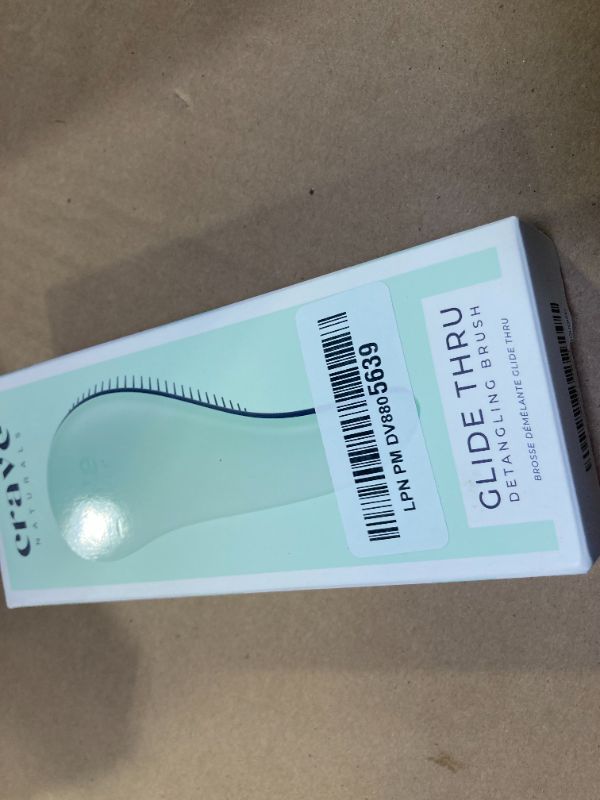 crave
NATURALS
LPN PM DV8805639
GLIDE THRU
DETANGLING BRUSH
BROSSE DÉMÊLANTE GLIDE THRU